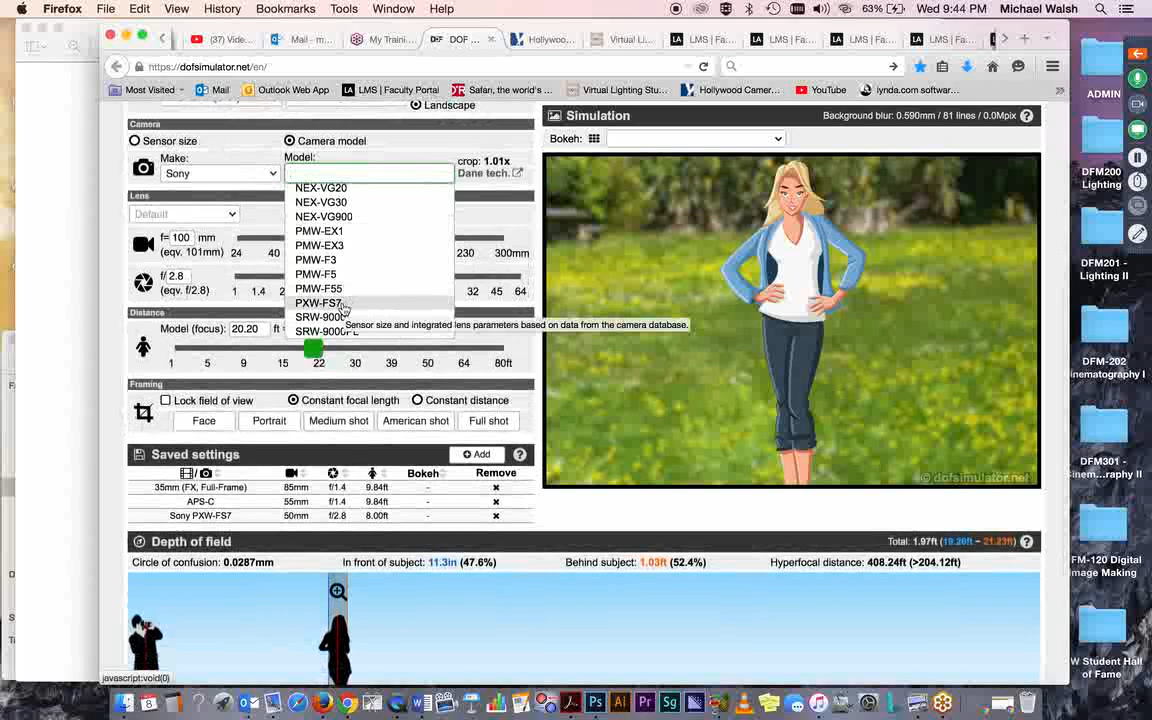 Firefox File Edit View History Bookmarks Tools Window Help 63% Wed 9:44 PM Michael Walsh
(37) Vide... Mail - m... My Traini... DOF ... Hollywoo... Virtual Li... LMS | Fa... LMS | Fa... LMS | Fa... LMS | Fa...
https://dofsimulator.net/en/
Most Visited Mail Outlook Web App LMS | Faculty Portal Safari, the world's ... Virtual Lighting Stu... Hollywood Camer... YouTube lynda.com softwar...
Landscape
Camera
Sensor size Camera model
Make: Model:
Sony
crop: 1.01x
Dane tech.
Lens
Default
f= 100 mm
(eqv. 101mm) 24 40 230 300mm
f/ 2.8
(eqv. f/2.8) 1 1.4 32 45 64
NEX-VG20
NEX-VG30
NEX-VG900
PMW-EX1
PMW-EX3
PMW-F3
PMW-F5
PMW-F55
PXW-FS7
SRW-9000
SRW-9000PL
Sensor size and integrated lens parameters based on data from the camera database.
Distance
Model (focus): 20.20 ft
1 5 9 15 22 30 39 50 64 80ft
Framing
Lock field of view Constant focal length Constant distance
Face Portrait Medium shot American shot Full shot
Saved settings Add ?
Bokeh Remove
35mm (FX, Full-Frame) 85mm f/1.4 9.84ft -
APS-C 55mm f/1.4 9.84ft -
Sony PXW-FS7 50mm f/2.8 8.00ft -
Simulation Background blur: 0.590mm / 81 lines / 0.0Mpix ?
Bokeh:
© dofsimulator.net
Depth of field Total: 1.97ft (19.26ft – 21.23ft) ?
Circle of confusion: 0.0287mm In front of subject: 11.3in (47.6%) Behind subject: 1.03ft (52.4%) Hyperfocal distance: 408.24ft (>204.12ft)
javascript:void(0)
ADMIN
DFM200
Lighting
DFM201 -
Lighting II
DFM-202
inematography I
DFM301 -
inem...raphy II
FM-120 Digital
Image Making
W Student Hall
of Fame